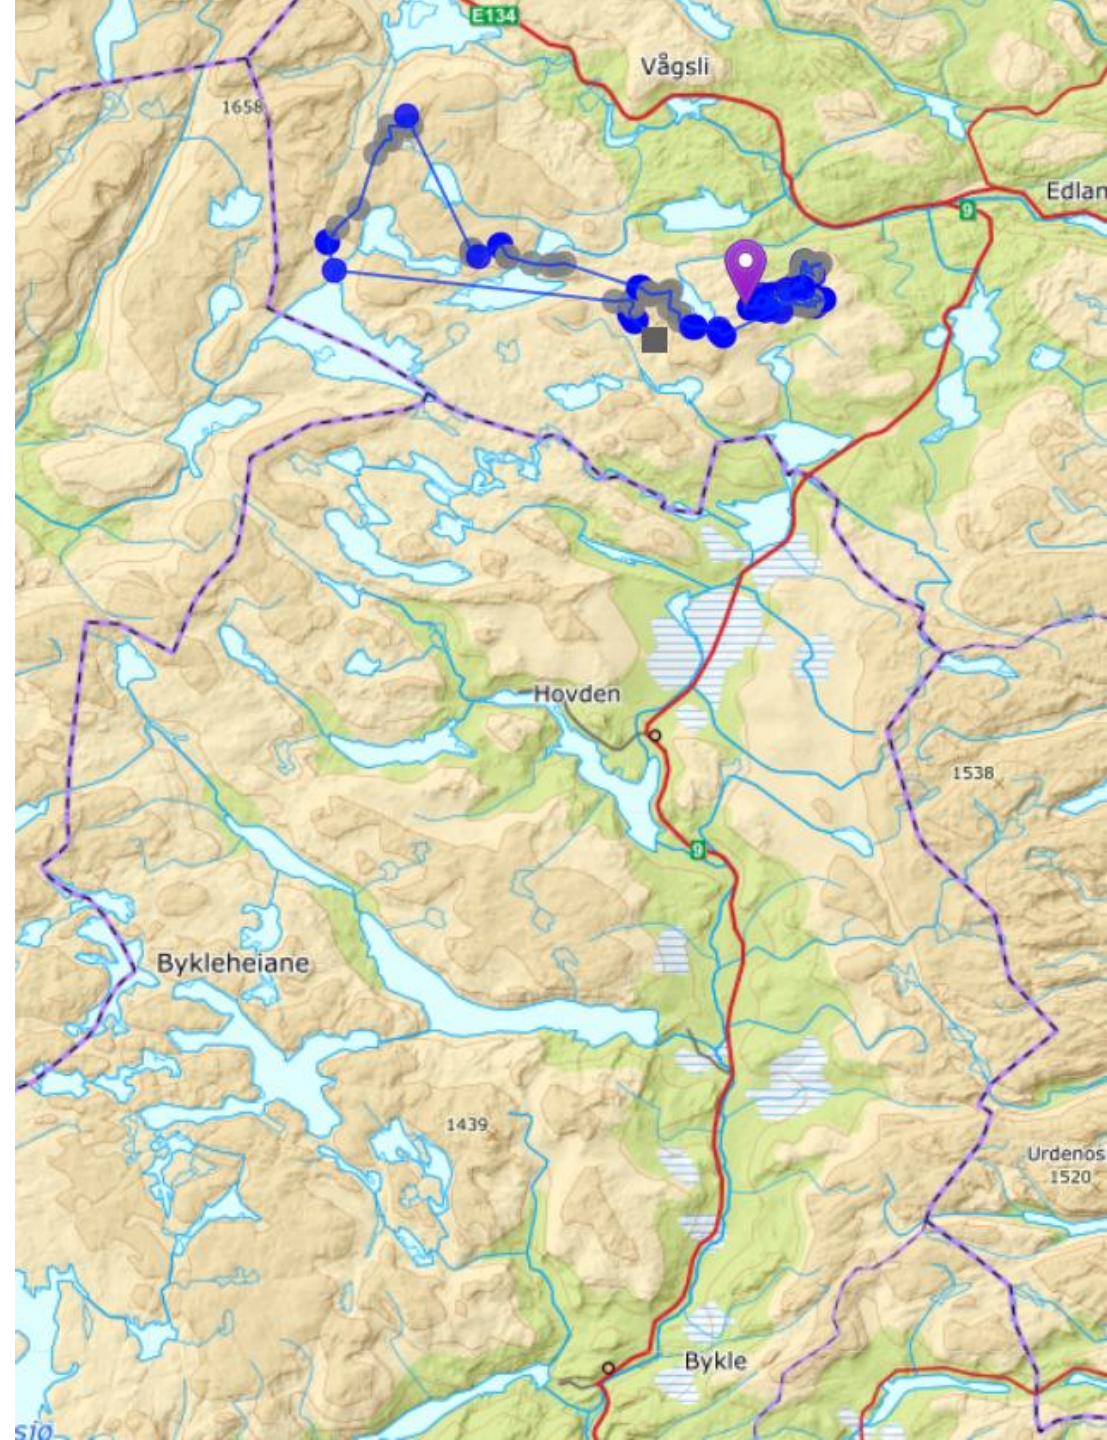 E134
Vågsli
1658
Edlan
9
Hovden
1538
9
Bykleheiane
1439
Urdenos
1520
Bykle
sjø